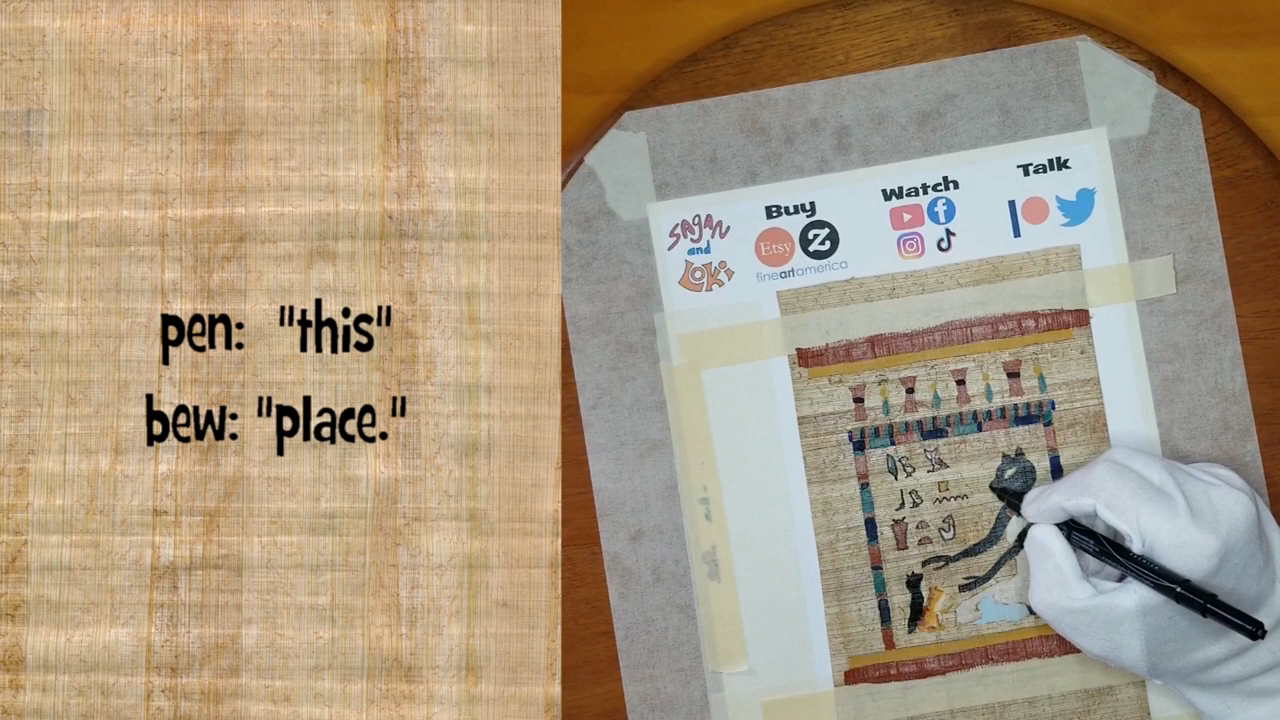 pen: "this"
bew: "place."
Sagan
and
Loki
Buy
Etsy
Z
fineartamerica
Watch
Talk